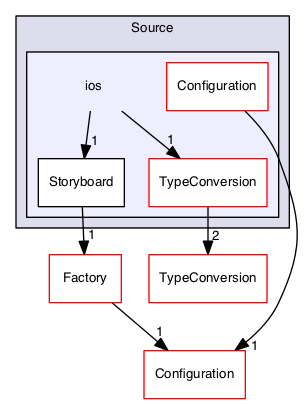 Source
ios
Configuration
1
1
Storyboard
TypeConversion
1
2
Factory
TypeConversion
1
1
Configuration